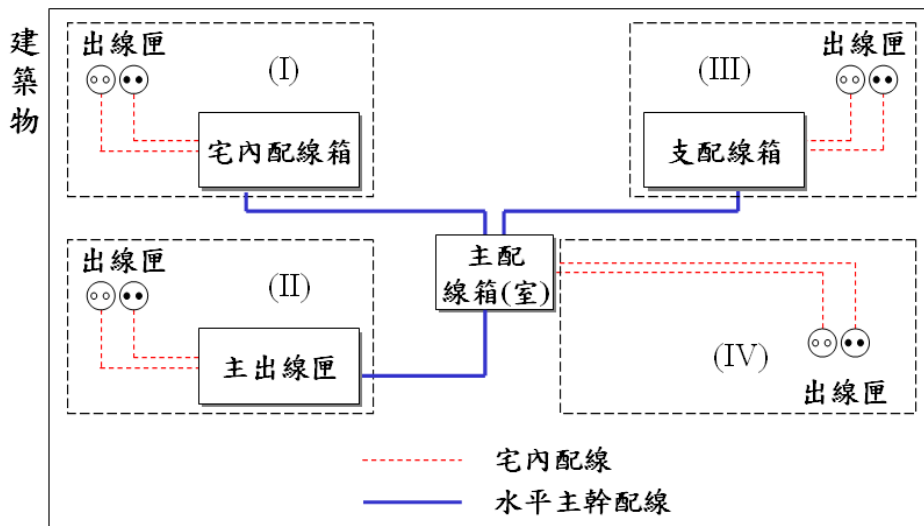 建築物
出線匣
(I)
宅內配線箱
出線匣
(III)
支配線箱
主配
線箱(室)
出線匣
(II)
主出線匣
(IV)
出線匣
宅內配線
水平主幹配線